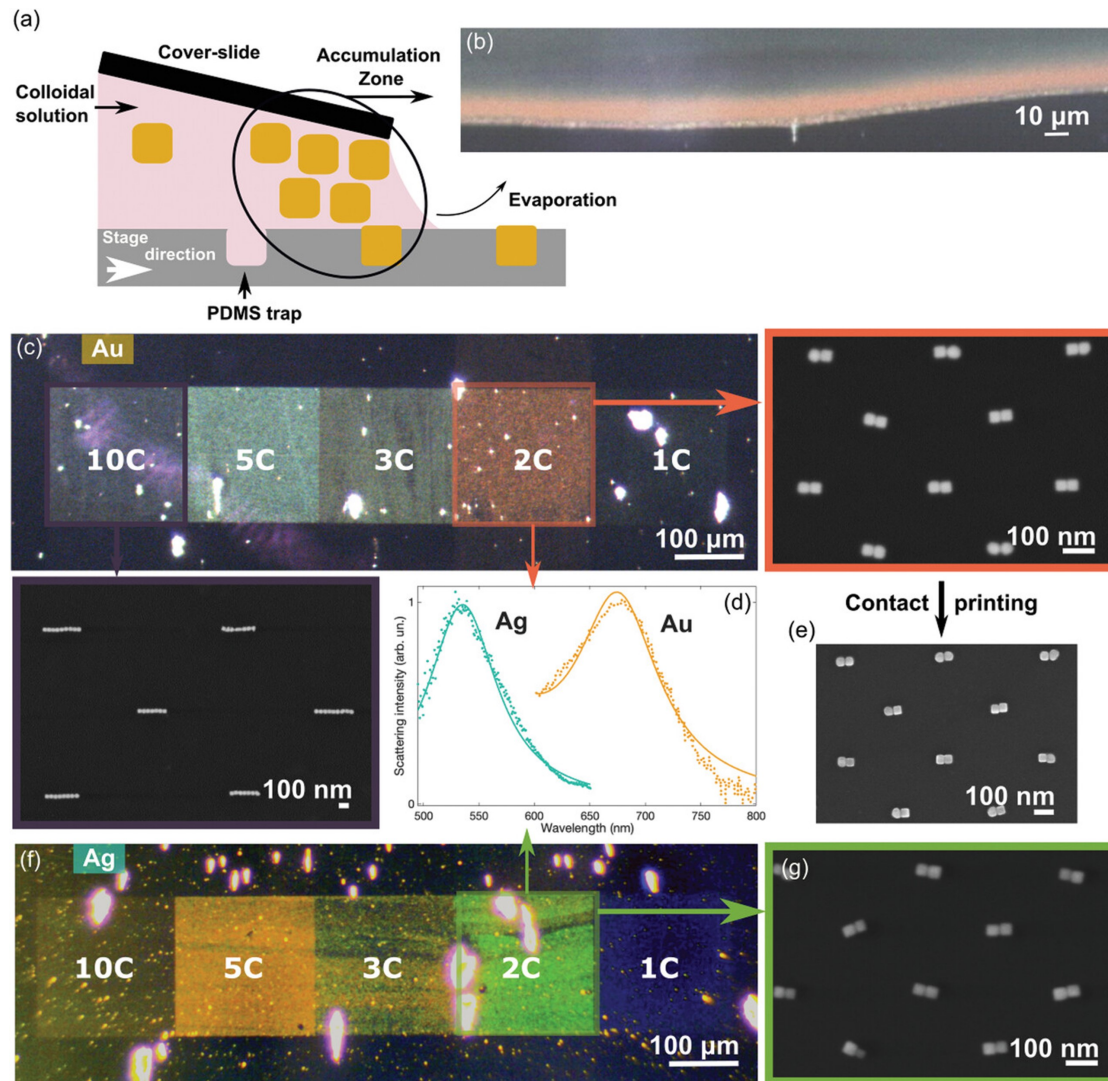 (a)
Cover-slide
Accumulation
Zone
Colloidal
solution
Evaporation
Stage
direction
PDMS trap
(b)
10 µm
(c)
Au
10C
5C
3C
2C
1C
100 µm
100 nm
Contact printing
100 nm
(d)
Ag
Au
Scattering intensity (arb. un.)
1
0
500
550
600
650
700
750
800
Wavelength (nm)
(e)
100 nm
(f)
Ag
10C
5C
3C
2C
1C
100 µm
(g)
100 nm